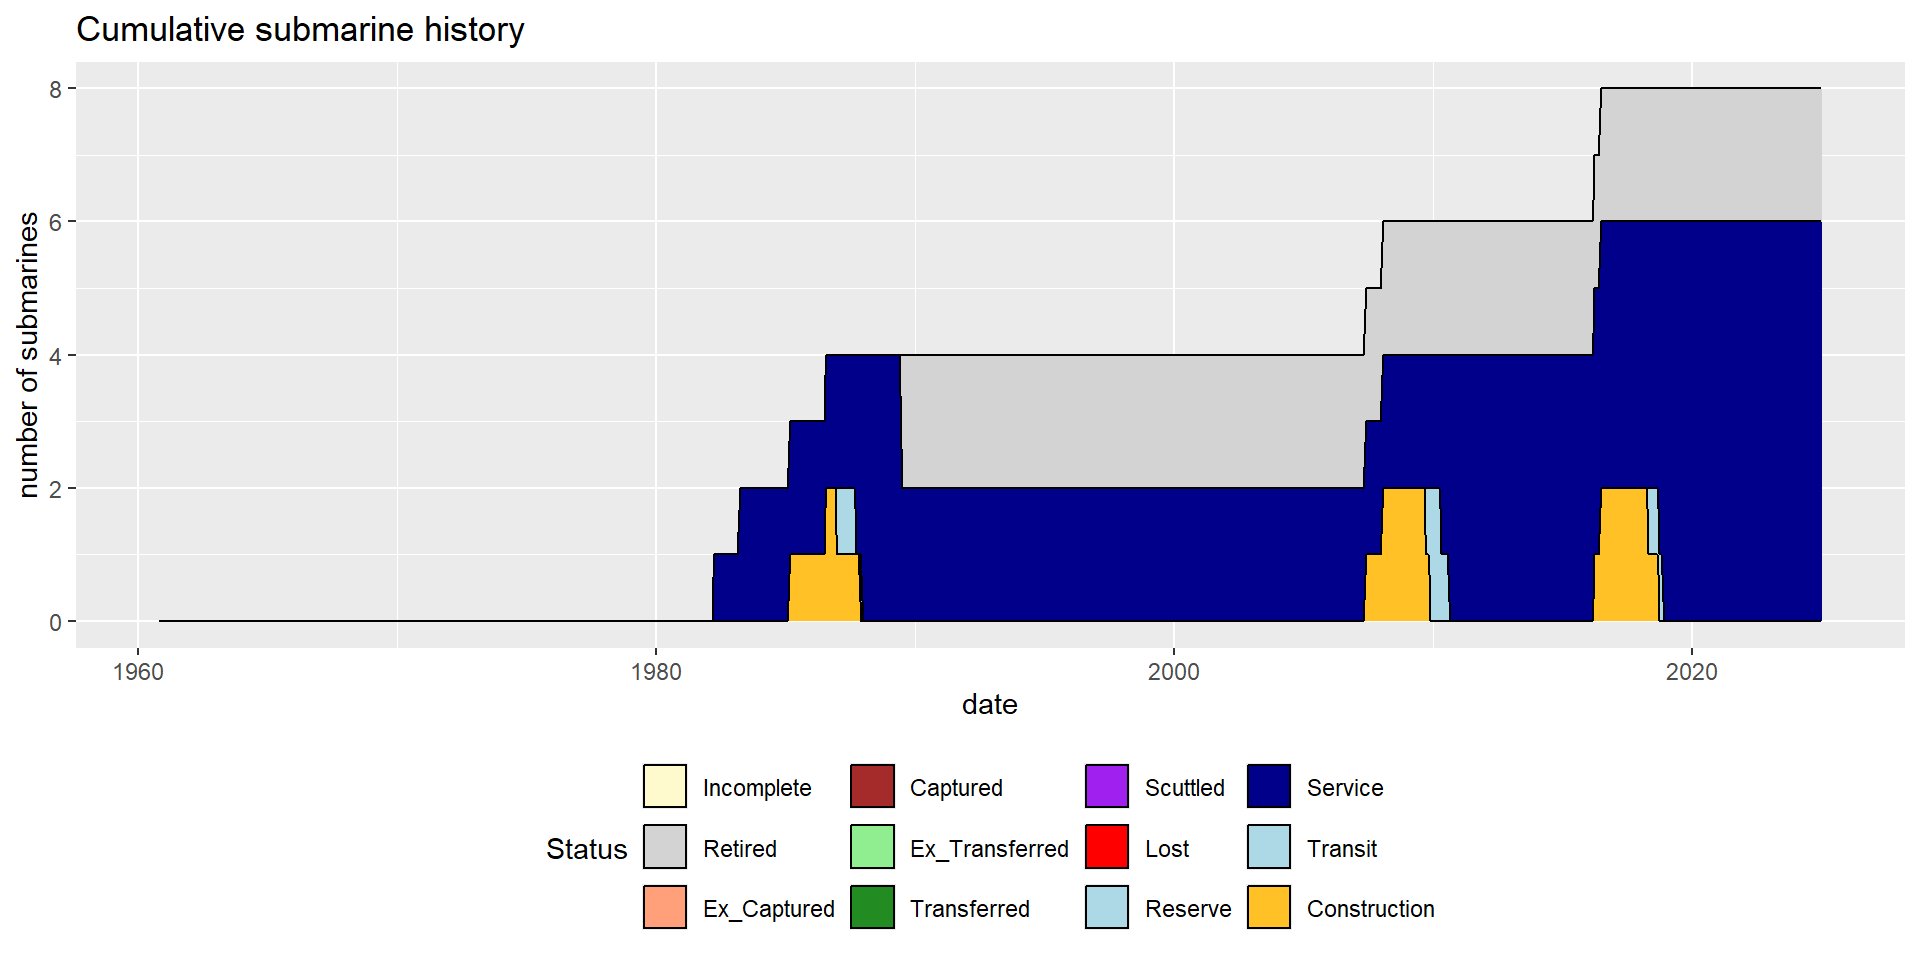 Cumulative submarine history
number of submarines
8
6
4
2
0
1960 1980 2000 2020
date
Status
Incomplete Captured Scuttled Service
Retired Ex_Transferred Lost Transit
Ex_Captured Transferred Reserve Construction